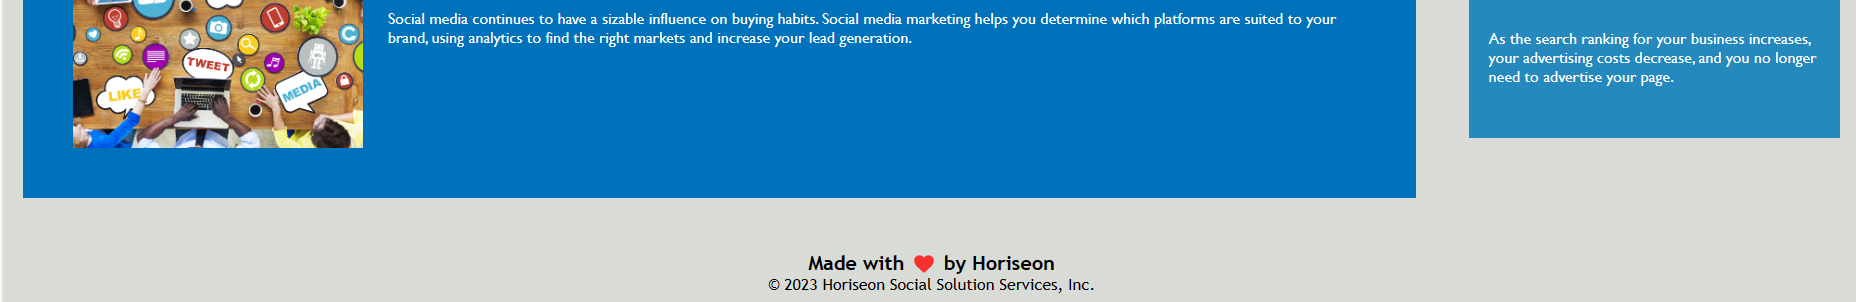 Social media continues to have a sizable influence on buying habits. Social media marketing helps you determine which platforms are suited to your
brand, using analytics to find the right markets and increase your lead generation.
TWEET
LIKE
MEDIA
As the search ranking for your business increases,
your advertising costs decrease, and you no longer
need to advertise your page.
Made with ❤️ by Horiseon
© 2023 Horiseon Social Solution Services, Inc.